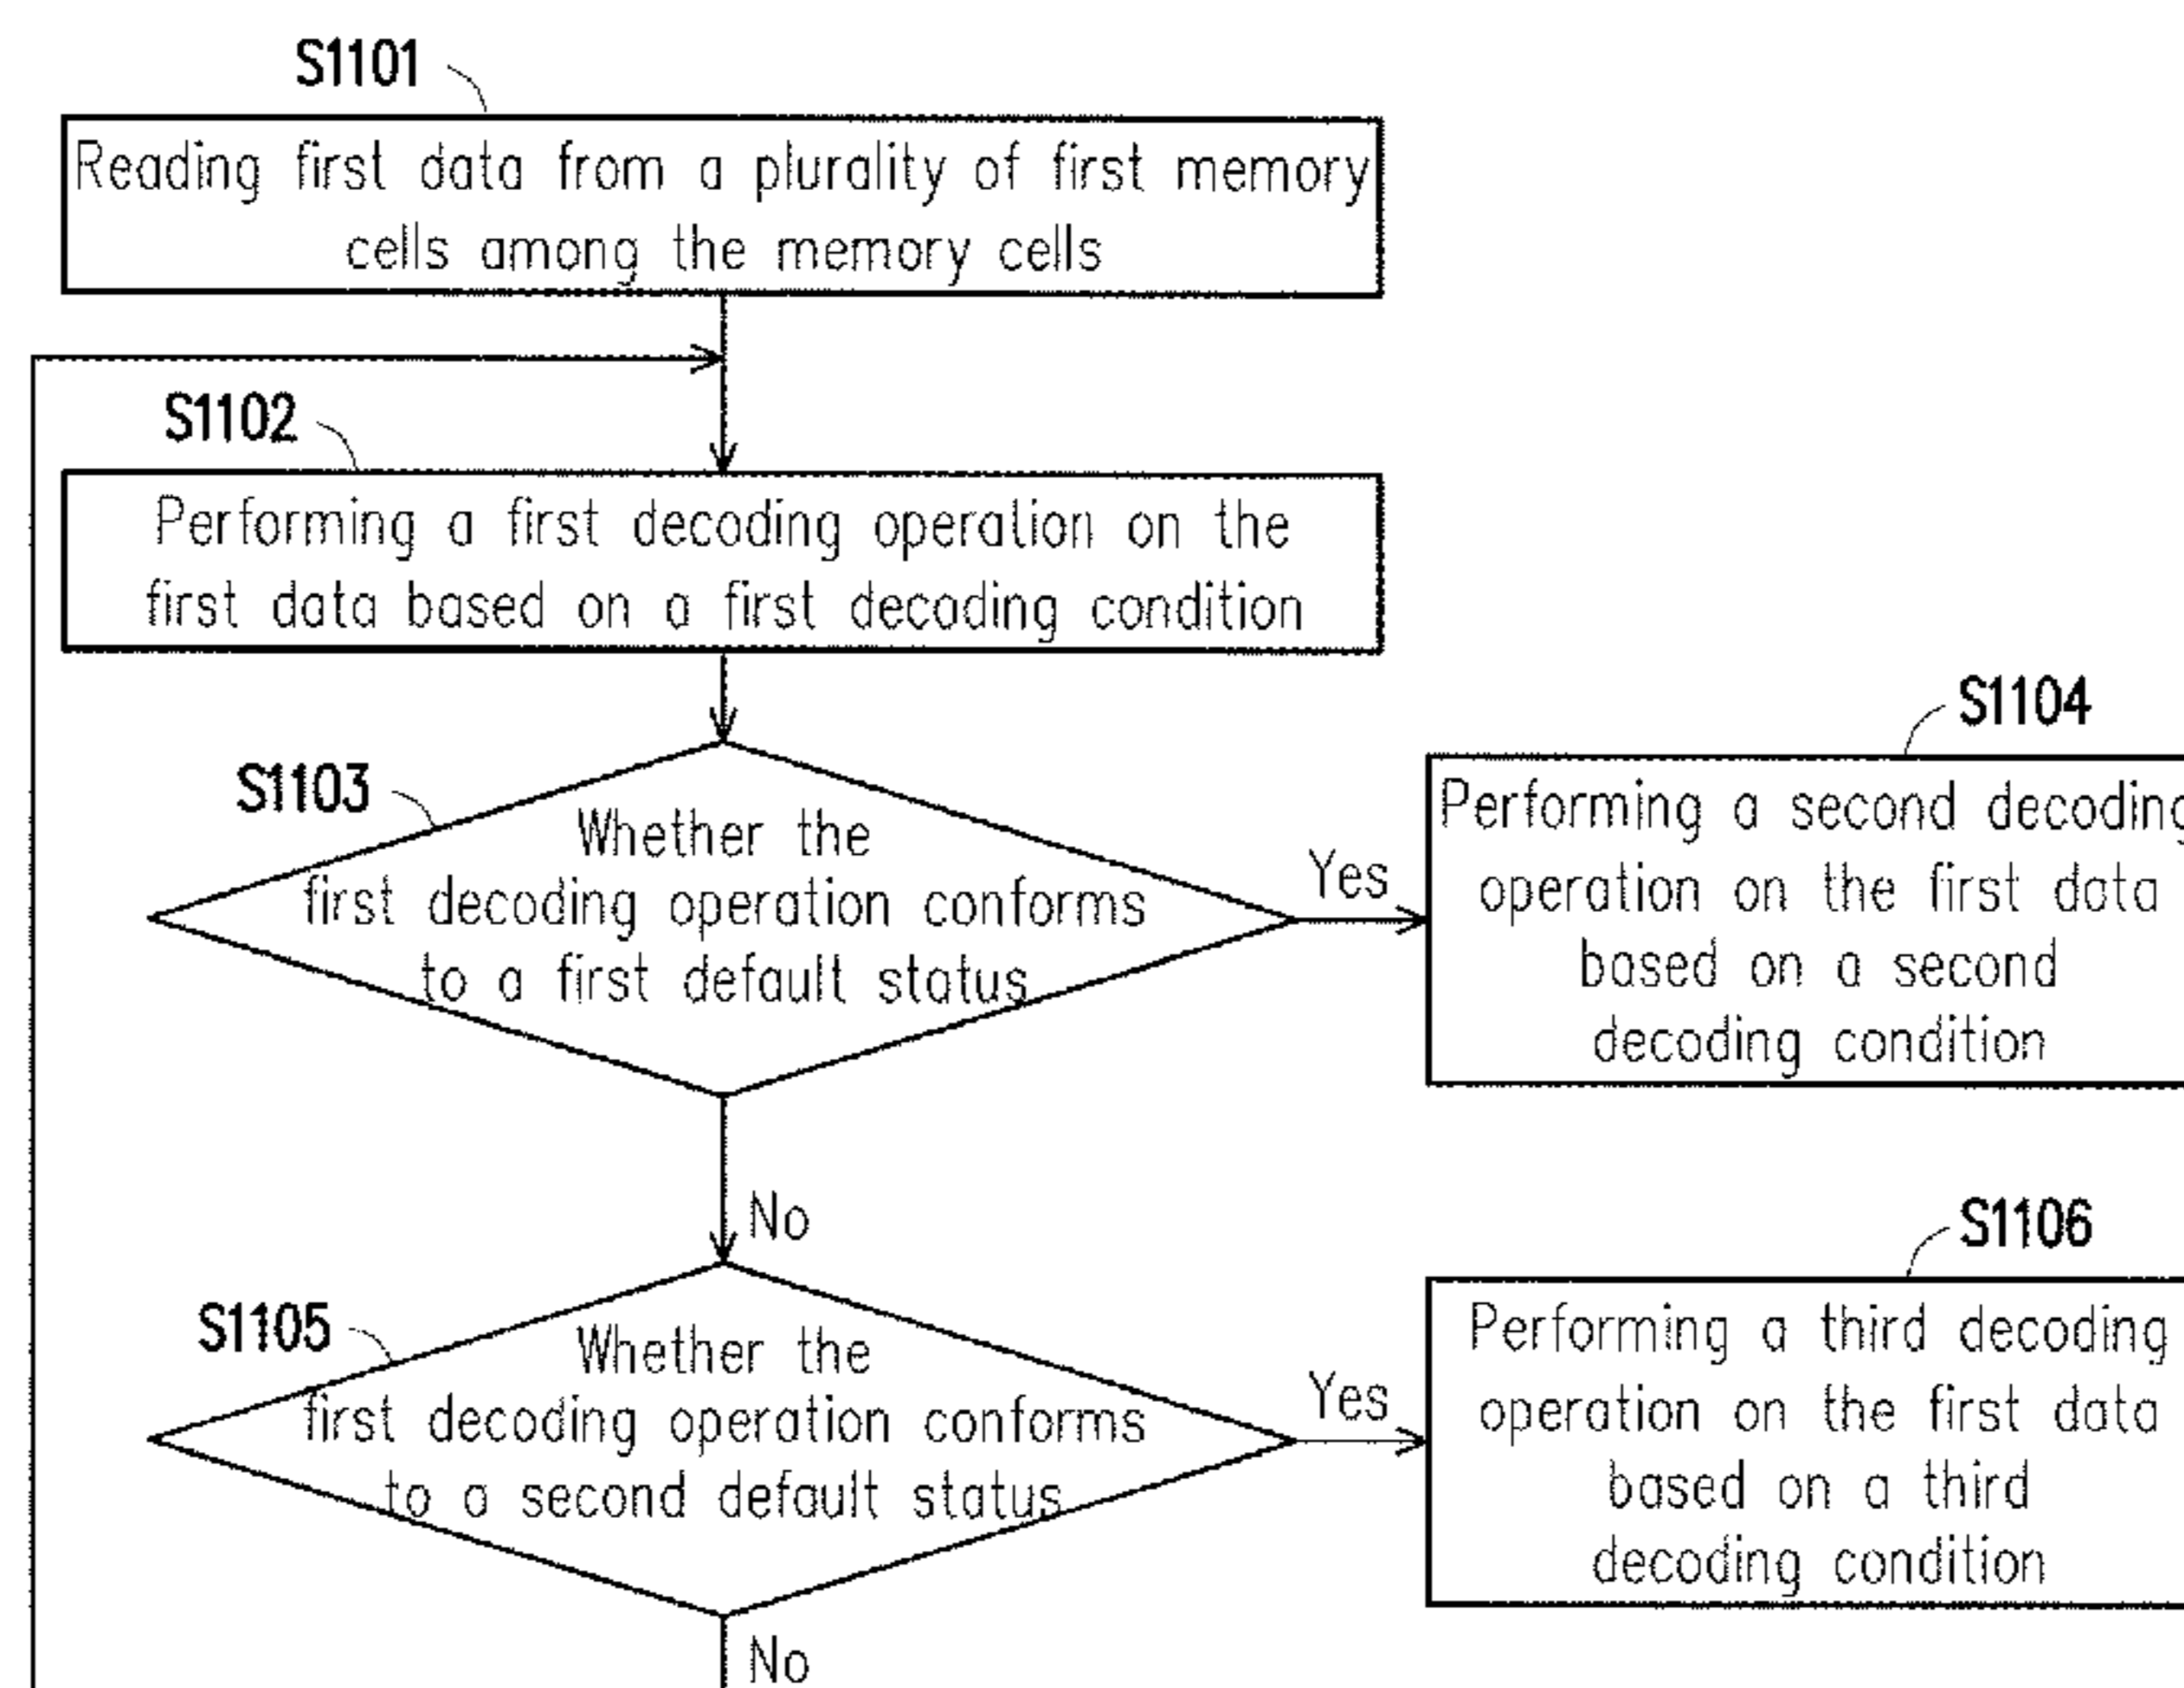 S1101
Reading first data from a plurality of first memory
cells among the memory cells
S1102
Performing a first decoding operation on the
first data based on a first decoding condition
S1103
Whether the
first decoding operation conforms
to a first default status
Yes
S1104
Performing a second decoding
operation on the first data
based on a second
decoding condition
No
S1105
Whether the
first decoding operation conforms
to a second default status
Yes
S1106
Performing a third decoding
operation on the first data
based on a third
decoding condition
No